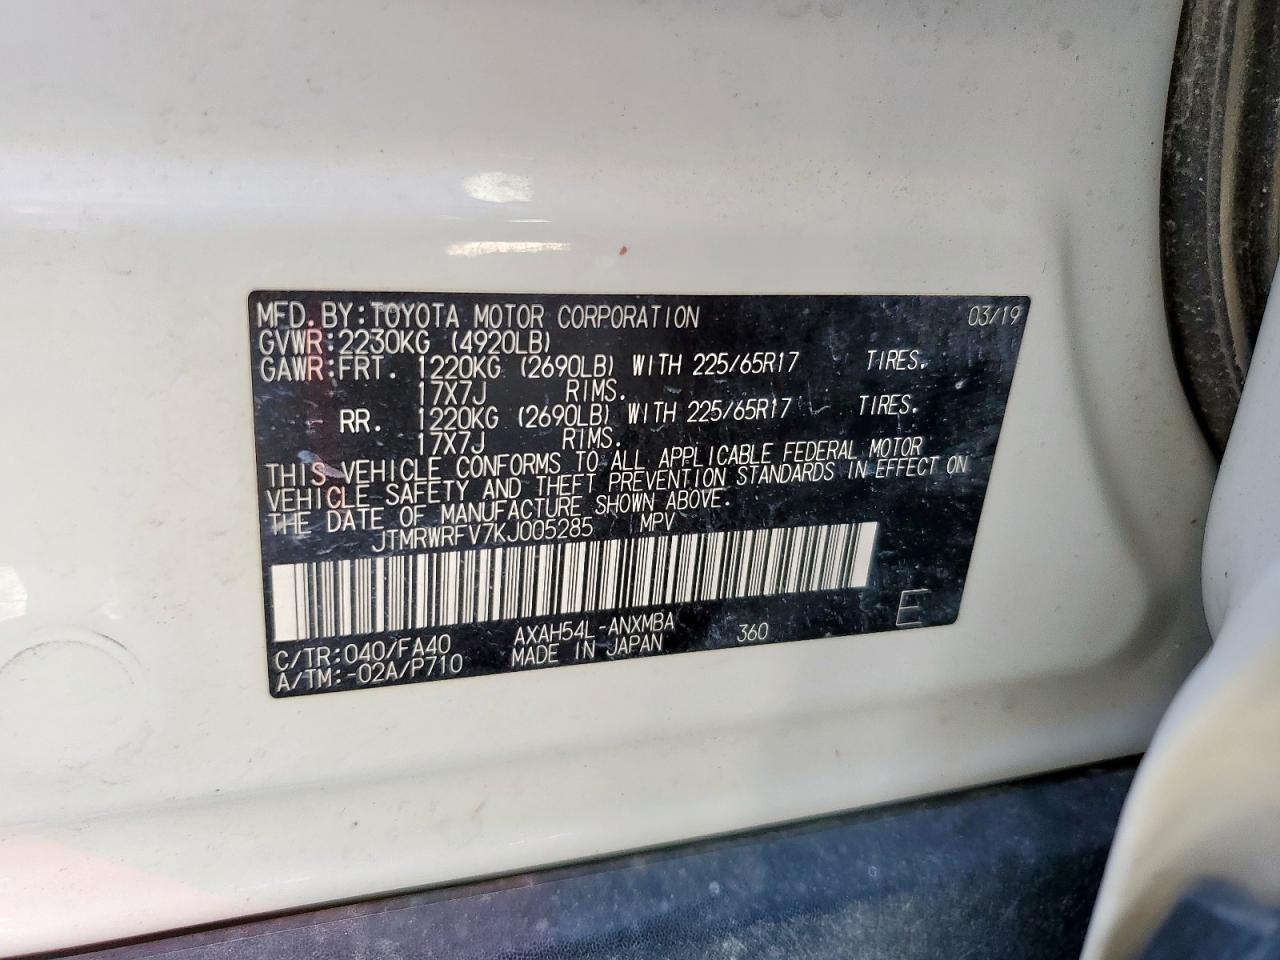 MFD. BY: TOYOTA MOTOR CORPORATION 03/19
GVWR: 2230KG (4920LB)
GAWR: FRT. 1220KG (2690LB) WITH 225/65R17 TIRES.
17X7J RIMS.
RR. 1220KG (2690LB) WITH 225/65R17 TIRES.
17X7J RIMS.
THIS VEHICLE CONFORMS TO ALL APPLICABLE FEDERAL MOTOR
VEHICLE SAFETY AND THEFT PREVENTION STANDARDS IN EFFECT ON
THE DATE OF MANUFACTURE SHOWN ABOVE.
JTMRWRFV7KJ005285 MPV
C/TR: 040/FA40 AXAH54L-ANXMBA 360 E
A/TM: -02A/P710 MADE IN JAPAN